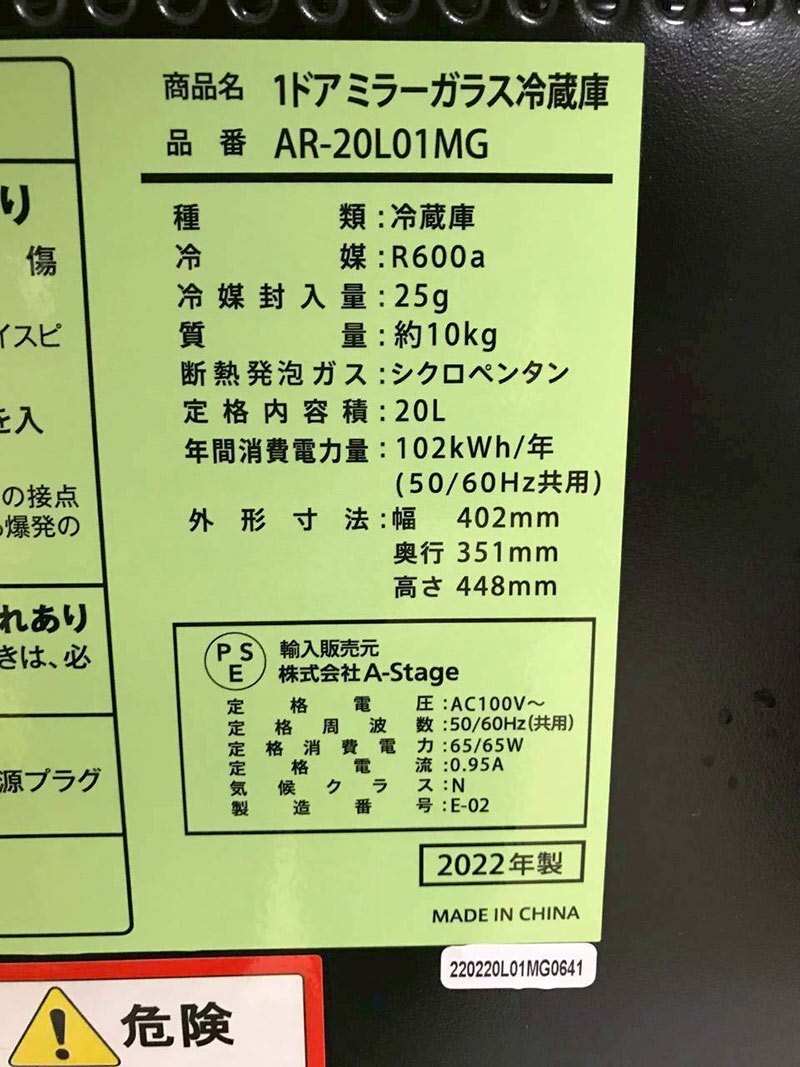 商品名 1ドアミラーガラス冷蔵庫
品番 AR-20L01MG
種類:冷蔵庫
冷媒:R600a
冷媒封入量:25g
質量:約10kg
断熱発泡ガス:シクロペンタン
定格内容積:20L
年間消費電力量:102kWh/年
(50/60Hz共用)
外形寸法:幅 402mm
奥行 351mm
高さ 448mm
PSE
輸入販売元
株式会社A-Stage
定格電圧:AC100V～
定格周波数:50/60Hz(共用)
定格消費電力:65/65W
定格電流:0.95A
気候クラス:N
製造番号:E-02
2022年製
MADE IN CHINA
220220L01MG0641
り
傷
イスピ
を入
の接点
爆発の
れあり
きは、必
源プラグ
危険